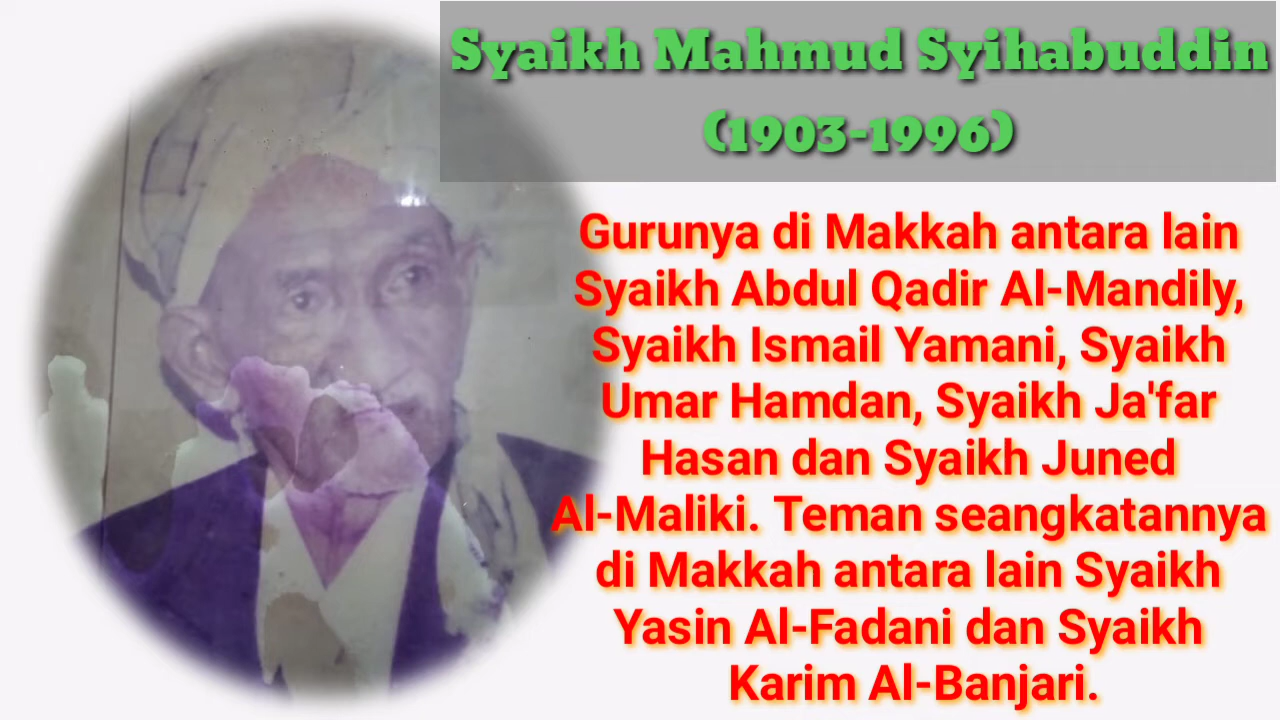 Syaikh Mahmud Syihabuddin
(1903-1996)
Gurunya di Makkah antara lain
Syaikh Abdul Qadir Al-Mandily,
Syaikh Ismail Yamani, Syaikh
Umar Hamdan, Syaikh Ja'far
Hasan dan Syaikh Juned
Al-Maliki. Teman seangkatannya
di Makkah antara lain Syaikh
Yasin Al-Fadani dan Syaikh
Karim Al-Banjari.